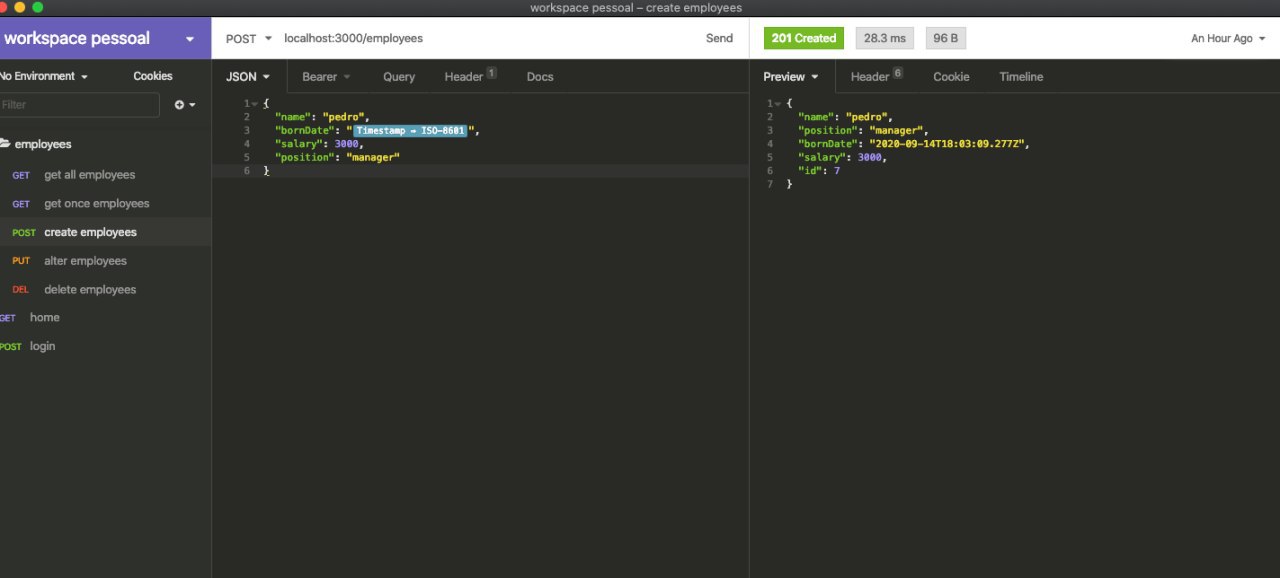 workspace pessoal – create employees
workspace pessoal
POST localhost:3000/employees Send
201 Created 28.3 ms 96 B An Hour Ago
No Environment Cookies
JSON Bearer Query Header 1 Docs
Preview Header 6 Cookie Timeline
Filter
employees
GET get all employees
GET get once employees
POST create employees
PUT alter employees
DEL delete employees
GET home
POST login
1 {
2 "name": "pedro",
3 "bornDate": "Timestamp ⇒ ISO-8601",
4 "salary": 3000,
5 "position": "manager"
6 }
1 {
2 "name": "pedro",
3 "position": "manager",
4 "bornDate": "2020-09-14T18:03:09.277Z",
5 "salary": 3000,
6 "id": 7
7 }